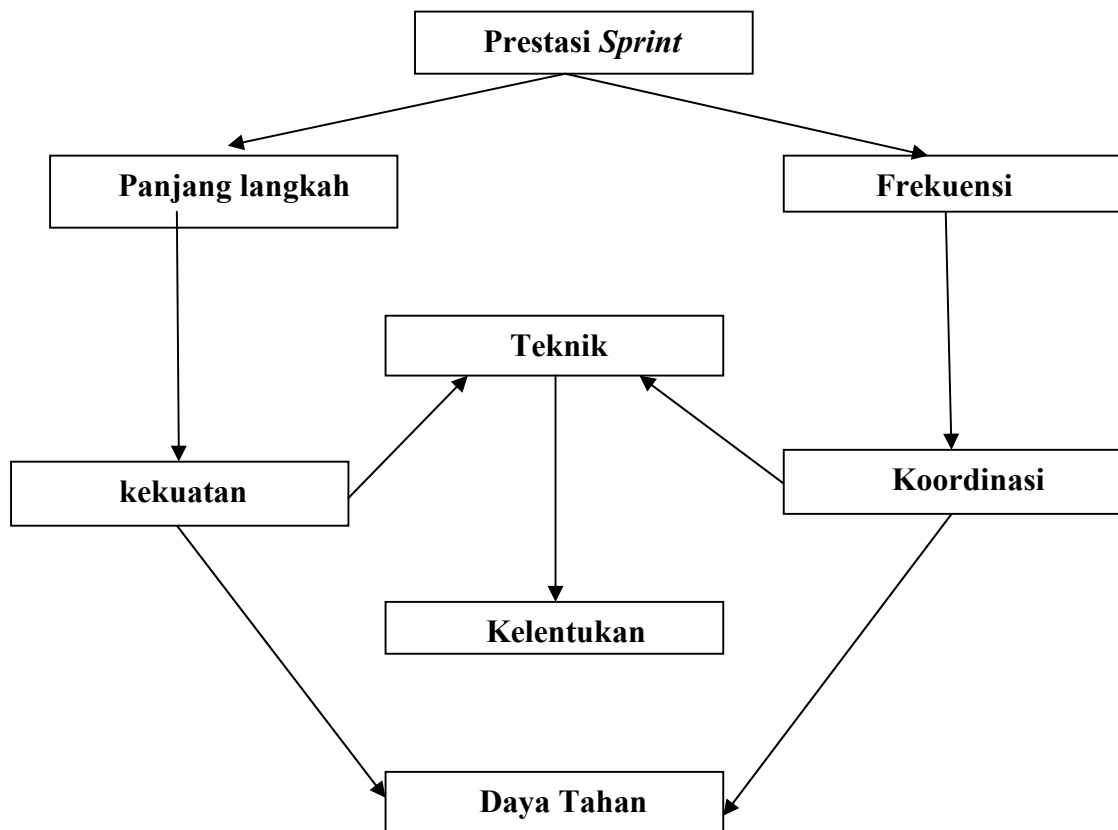 Prestasi Sprint
Panjang langkah
Frekuensi
Teknik
kekuatan
Koordinasi
Kelentukan
Daya Tahan